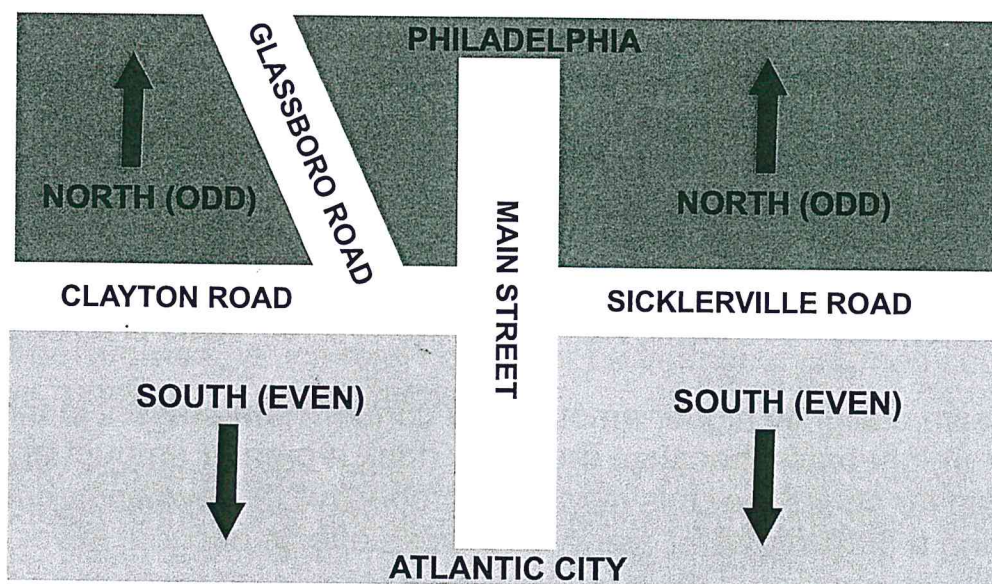 PHILADELPHIA
GLASSBORO ROAD
NORTH (ODD)
NORTH (ODD)
MAIN STREET
CLAYTON ROAD
SICKLERVILLE ROAD
SOUTH (EVEN)
SOUTH (EVEN)
ATLANTIC CITY